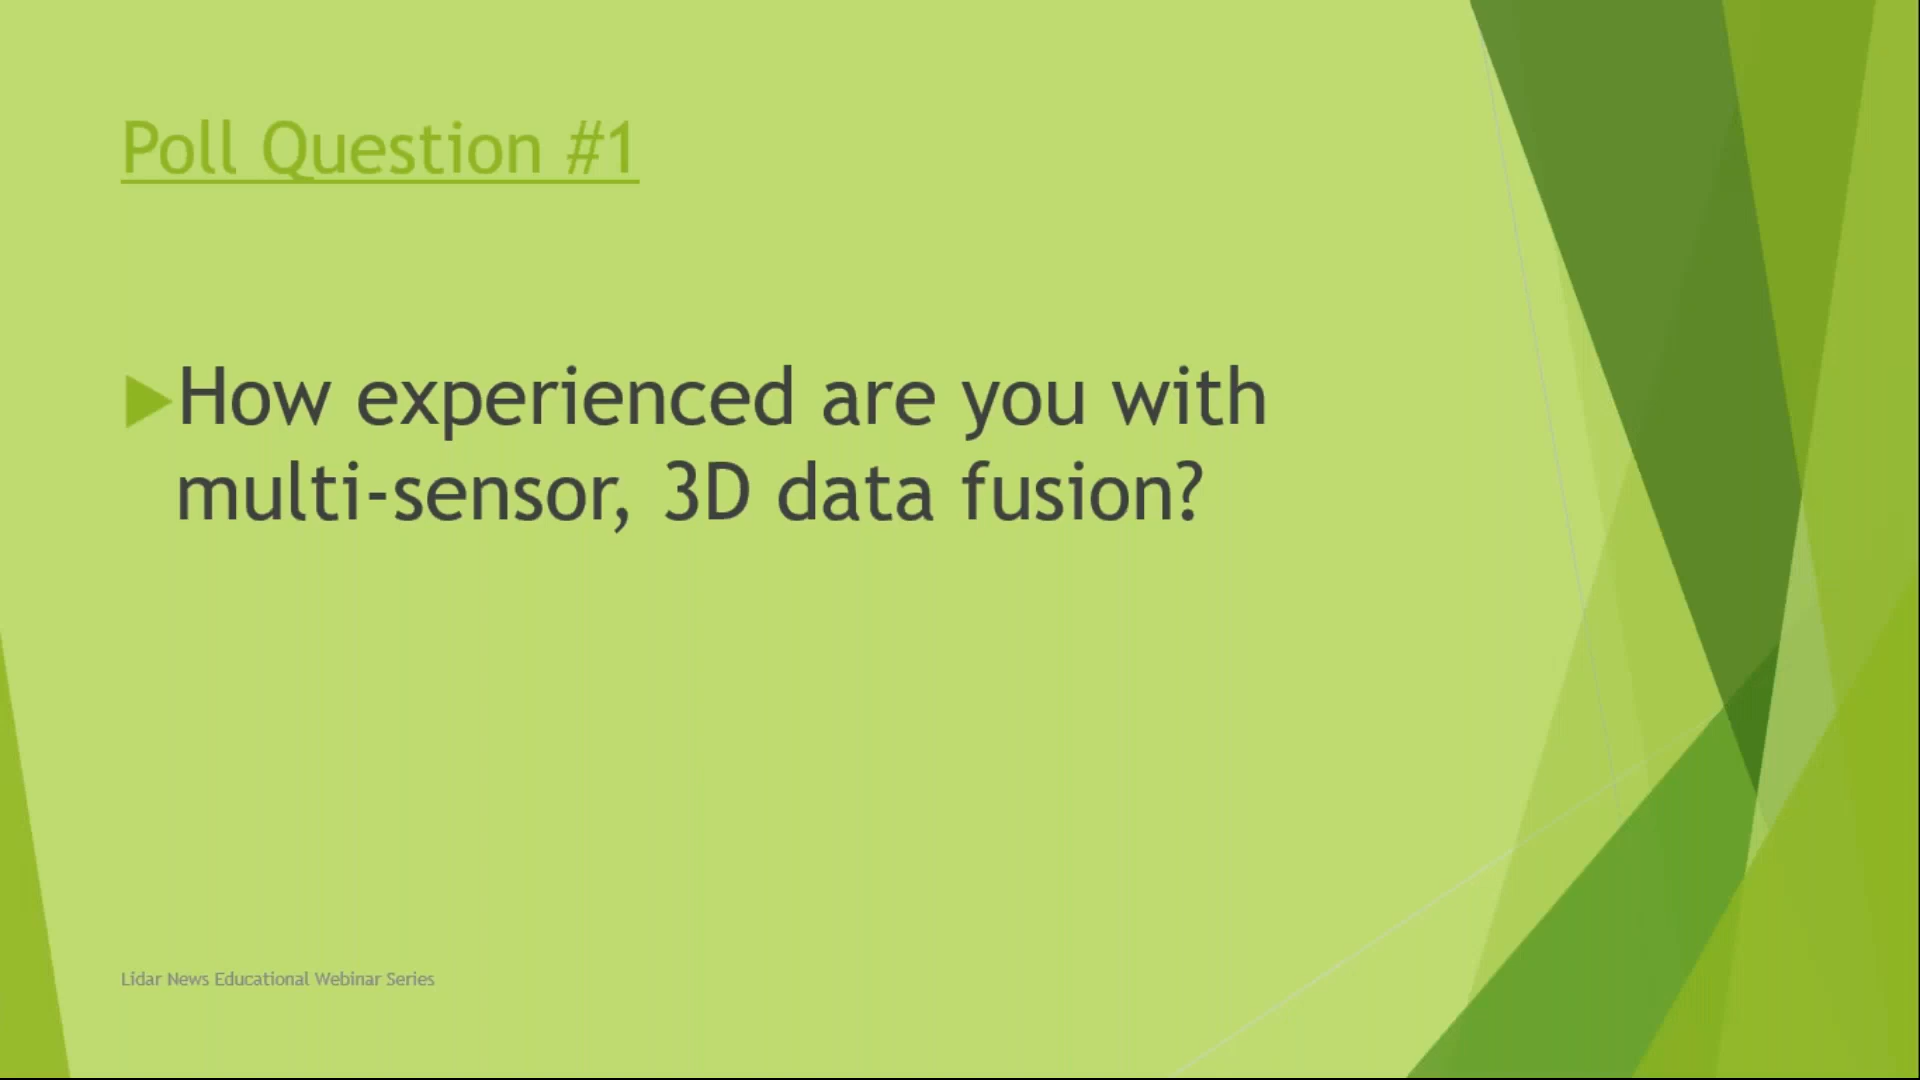 Poll Question #1
How experienced are you with
multi-sensor, 3D data fusion?
Lidar News Educational Webinar Series